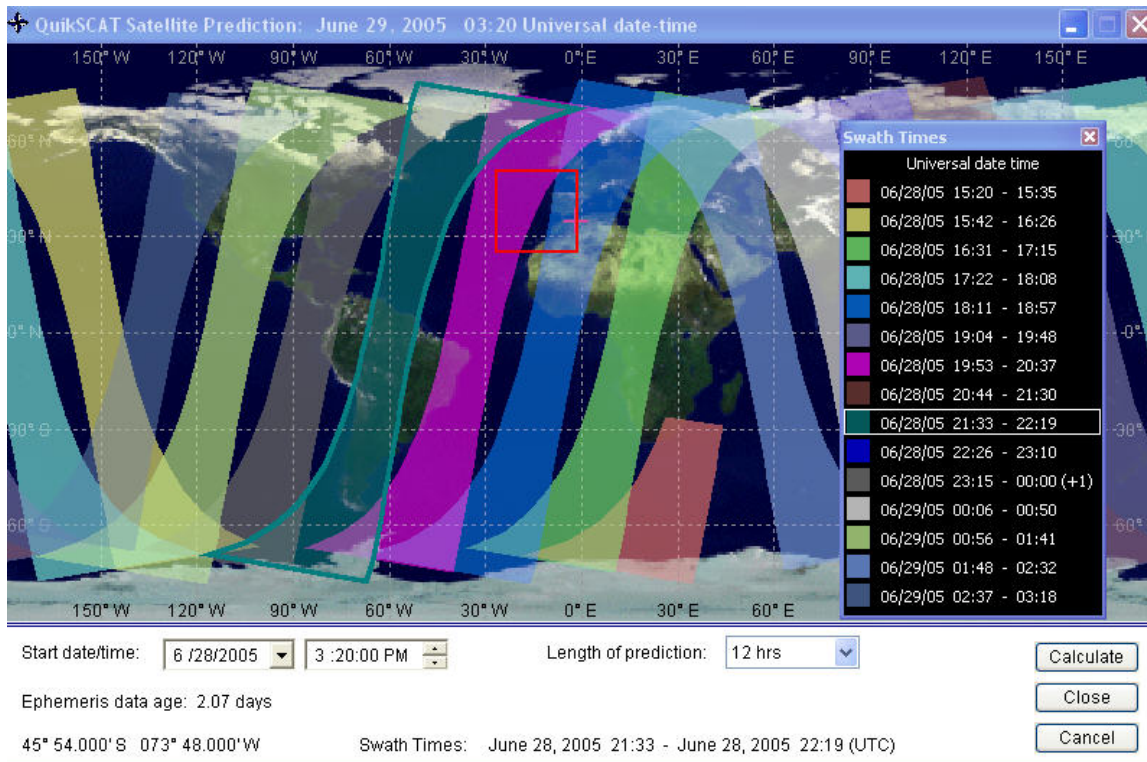 QuikSCAT Satellite Prediction: June 29, 2005 03:20 Universal date-time
150° W 120° W 90° W 60° W 30° W 0° E 30° E 60° E 90° E 120° E 150° E
60° N
30° N
0° N
30° S
60° S
30°
0°
30°
60°
Swath Times
Universal date time
06/28/05 15:20 - 15:35
06/28/05 15:42 - 16:26
06/28/05 16:31 - 17:15
06/28/05 17:22 - 18:08
06/28/05 18:11 - 18:57
06/28/05 19:04 - 19:48
06/28/05 19:53 - 20:37
06/28/05 20:44 - 21:30
06/28/05 21:33 - 22:19
06/28/05 22:26 - 23:10
06/28/05 23:15 - 00:00 (+1)
06/29/05 00:06 - 00:50
06/29/05 00:56 - 01:41
06/29/05 01:48 - 02:32
06/29/05 02:37 - 03:18
150° W 120° W 90° W 60° W 30° W 0° E 30° E 60° E
Start date/time: 6 /28/2005 3 :20:00 PM Length of prediction: 12 hrs Calculate
Ephemeris data age: 2.07 days Close
45° 54.000' S 073° 48.000' W Swath Times: June 28, 2005 21:33 - June 28, 2005 22:19 (UTC) Cancel